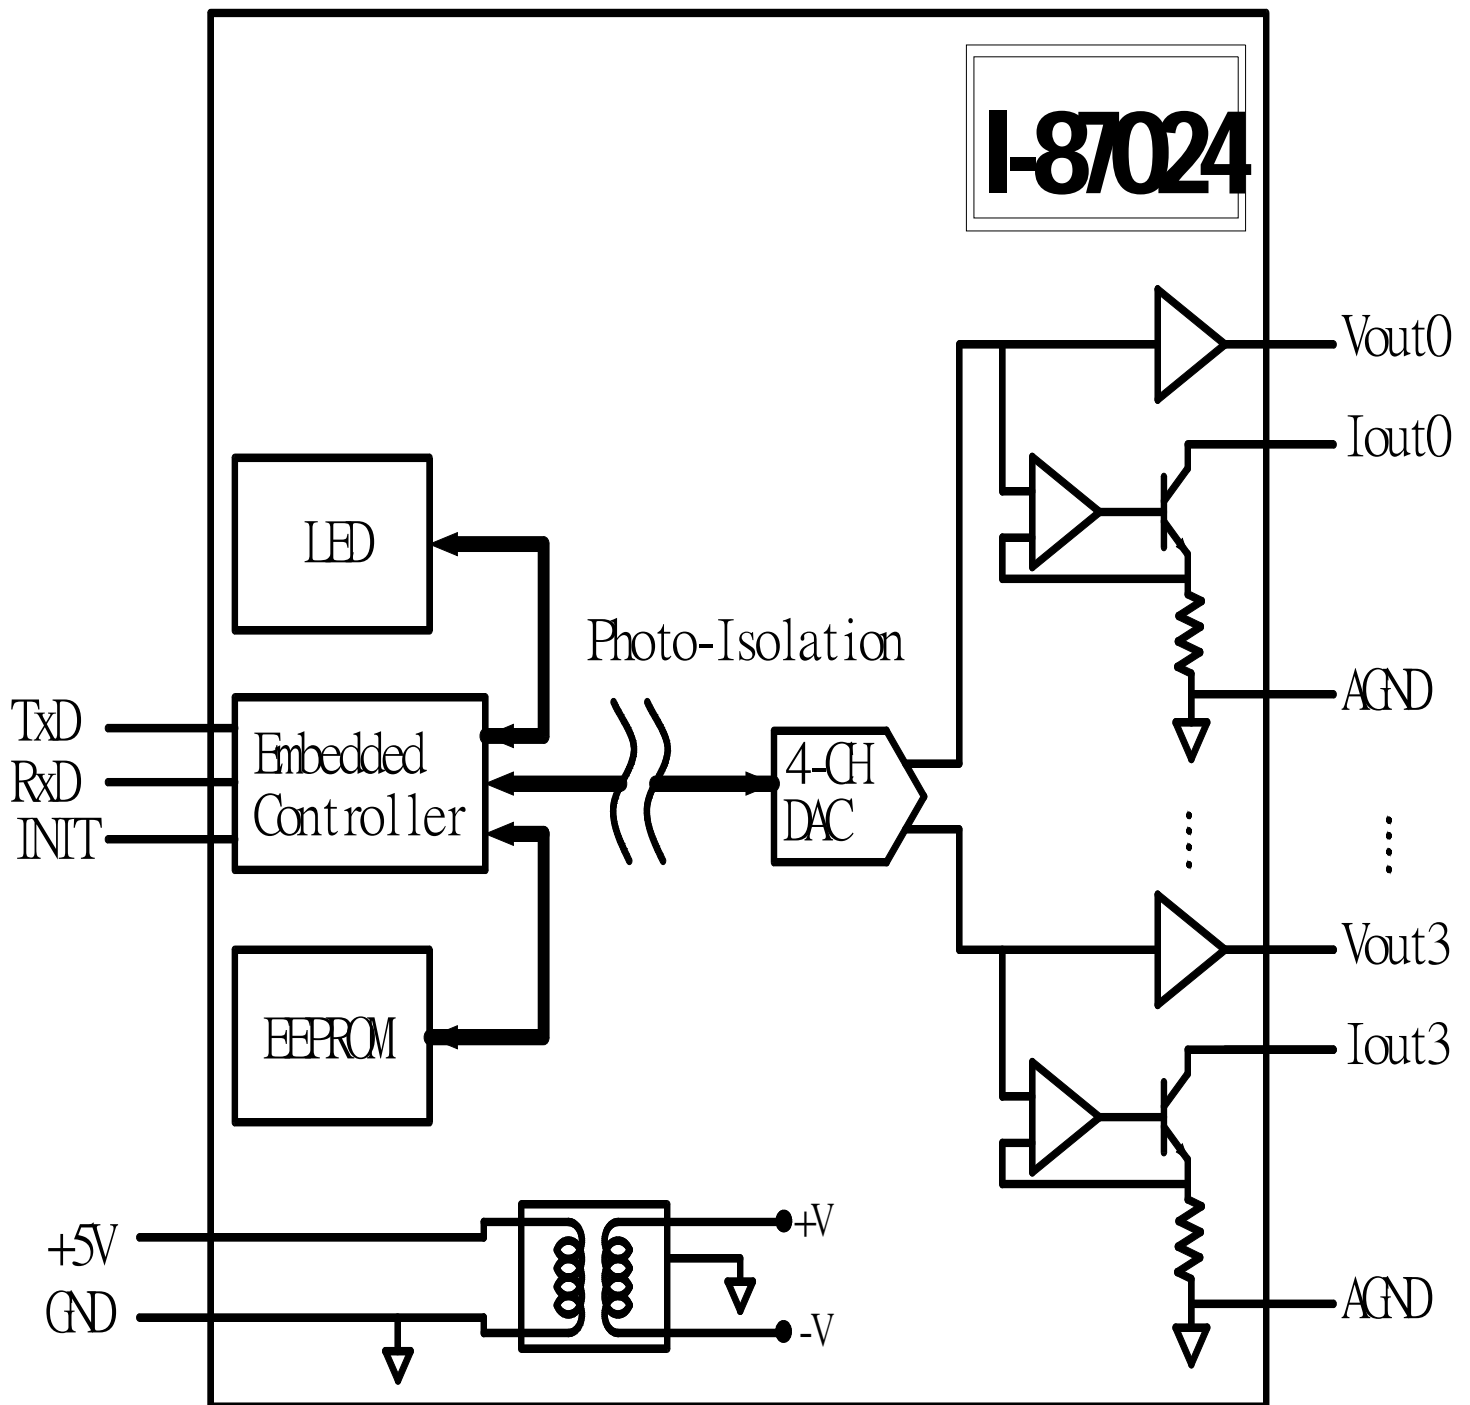 I-87024
Vout0
Iout0
LED
Photo-Isolation
AGND
TxD
RxD
INIT
Embedded
Controller
4-CH
DAC
Vout3
EEPROM
Iout3
+5V
GND
+V
-V
AGND